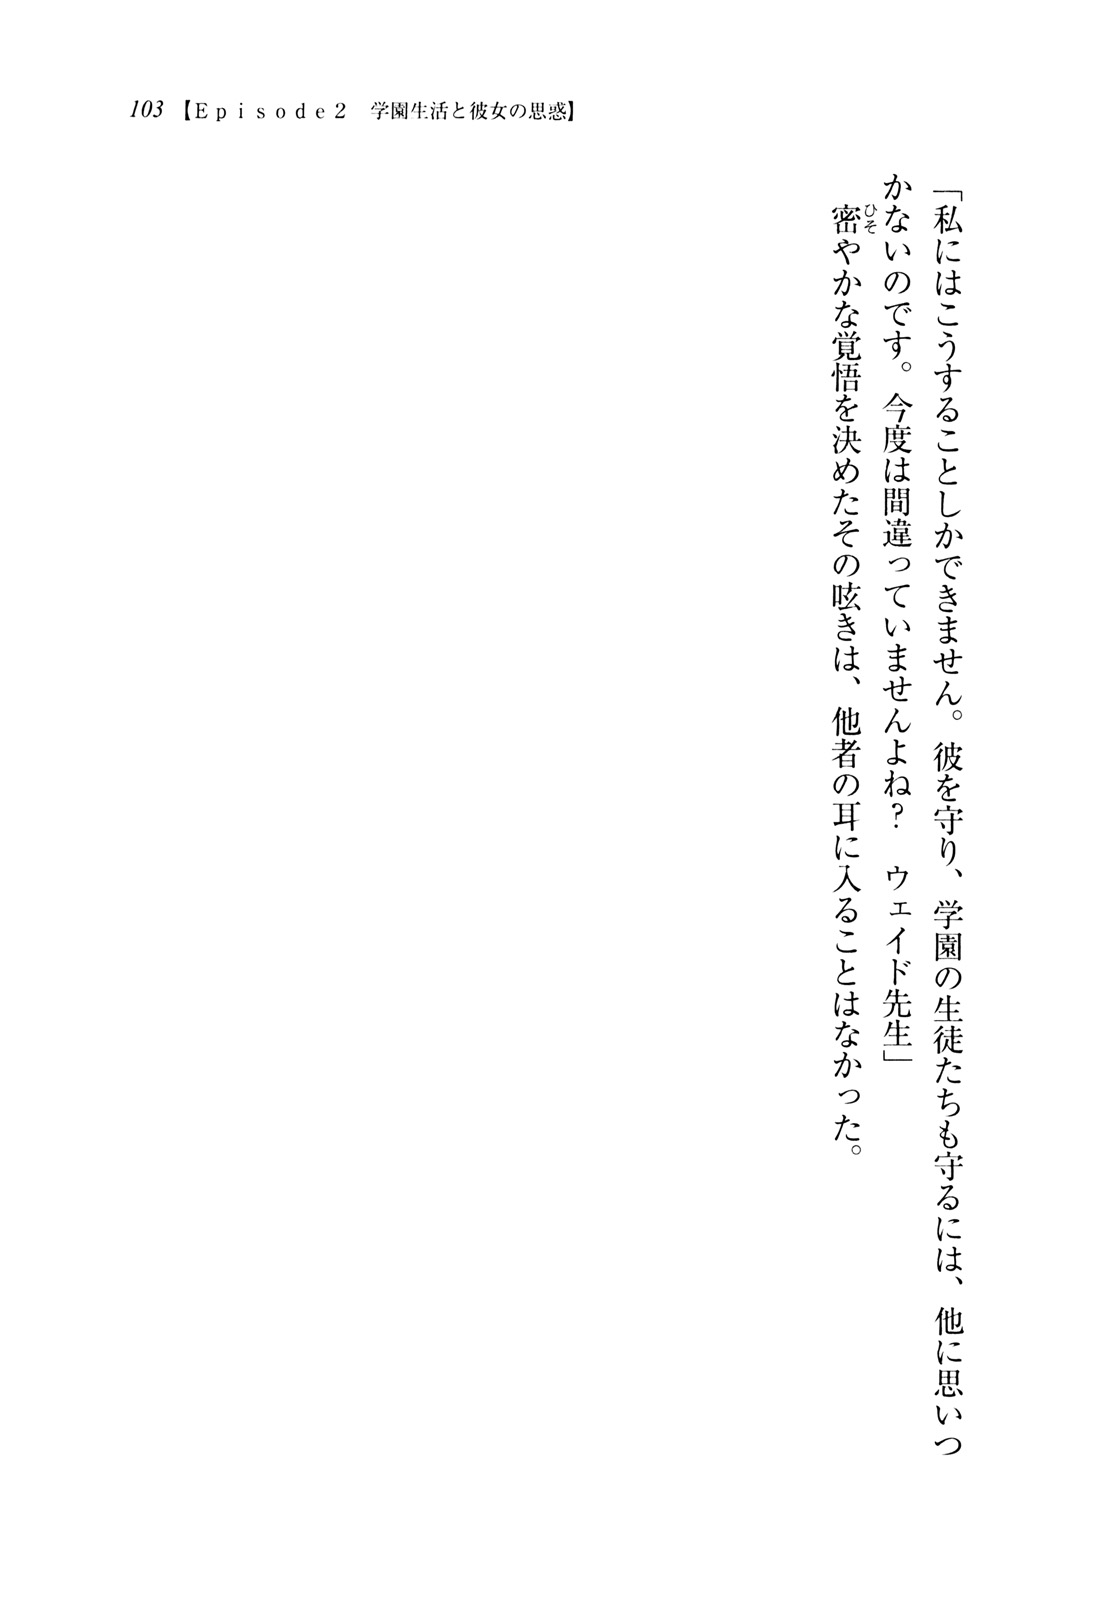 103 【Ｅｐｉｓｏｄｅ２　学園生活と彼女の思惑】
「私にはこうすることしかできません。彼を守り、学園の生徒たちも守るには、他に思いつ
かないのです。今度は間違っていませんよね？　ウェイド先生」
密やかな覚悟を決めたその呟きは、他者の耳に入ることはなかった。
ひそ